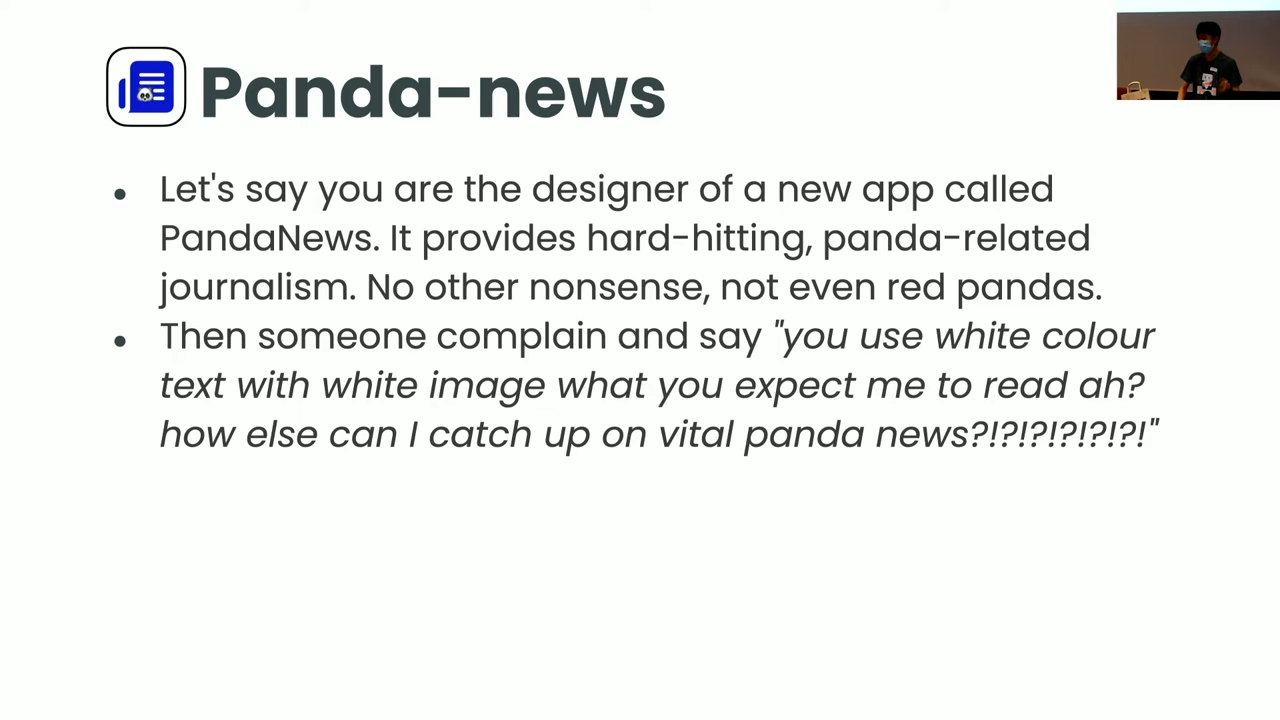 Panda-news
Let's say you are the designer of a new app called
PandaNews. It provides hard-hitting, panda-related
journalism. No other nonsense, not even red pandas.
Then someone complain and say "you use white colour
text with white image what you expect me to read ah?
how else can I catch up on vital panda news?!?!?!?!?!?!"